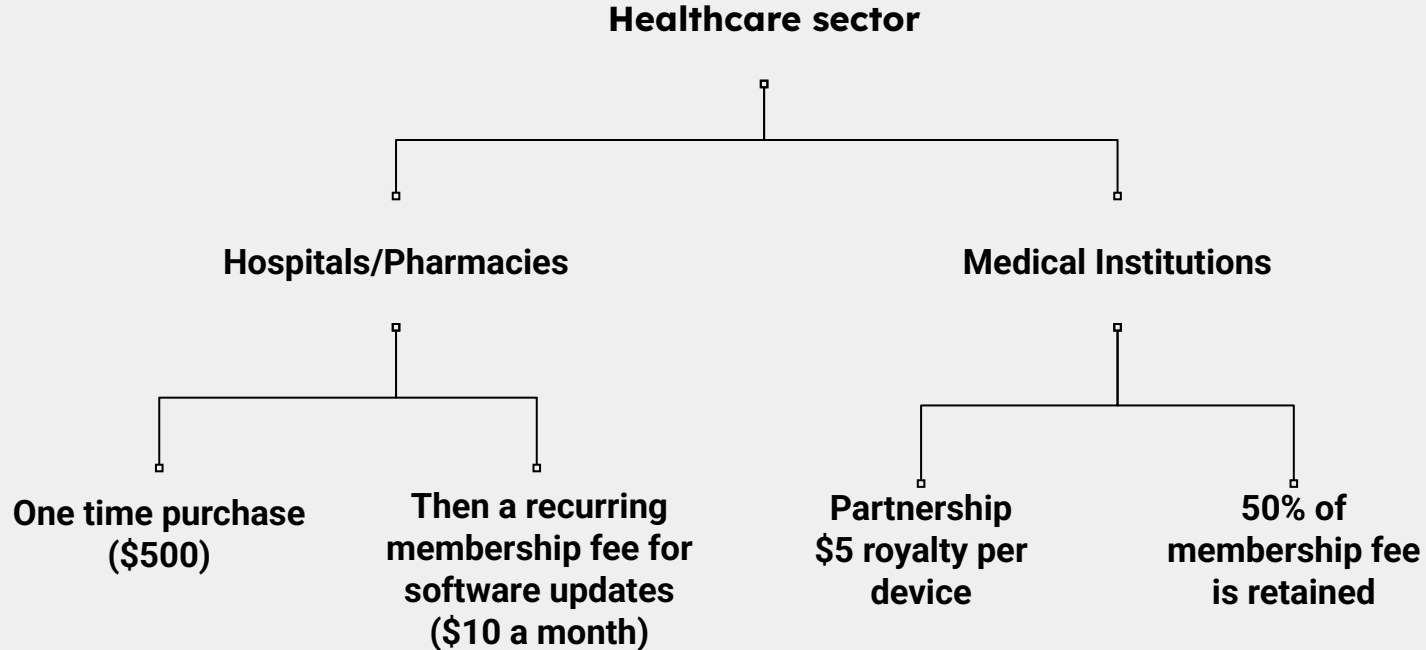 Healthcare sector
Hospitals/Pharmacies
Medical Institutions
One time purchase
($500)
Then a recurring
membership fee for
software updates
($10 a month)
Partnership
$5 royalty per
device
50% of
membership fee
is retained